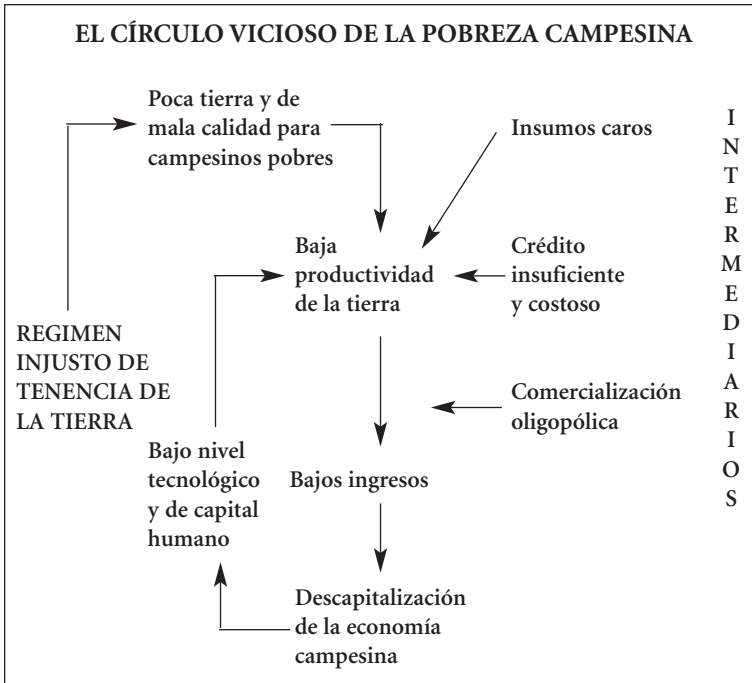 EL CÍRCULO VICIOSO DE LA POBREZA CAMPESINA
Poca tierra y de
mala calidad para
campesinos pobres
Insumos caros
Baja
productividad
de la tierra
Crédito
insuficiente
y costoso
REGIMEN
INJUSTO DE
TENENCIA DE
LA TIERRA
Comercialización
oligopólica
Bajo nivel
tecnológico
y de capital
humano
Bajos ingresos
Descapitalización
de la economía
campesina
I
N
T
E
R
M
E
D
I
A
R
I
O
S